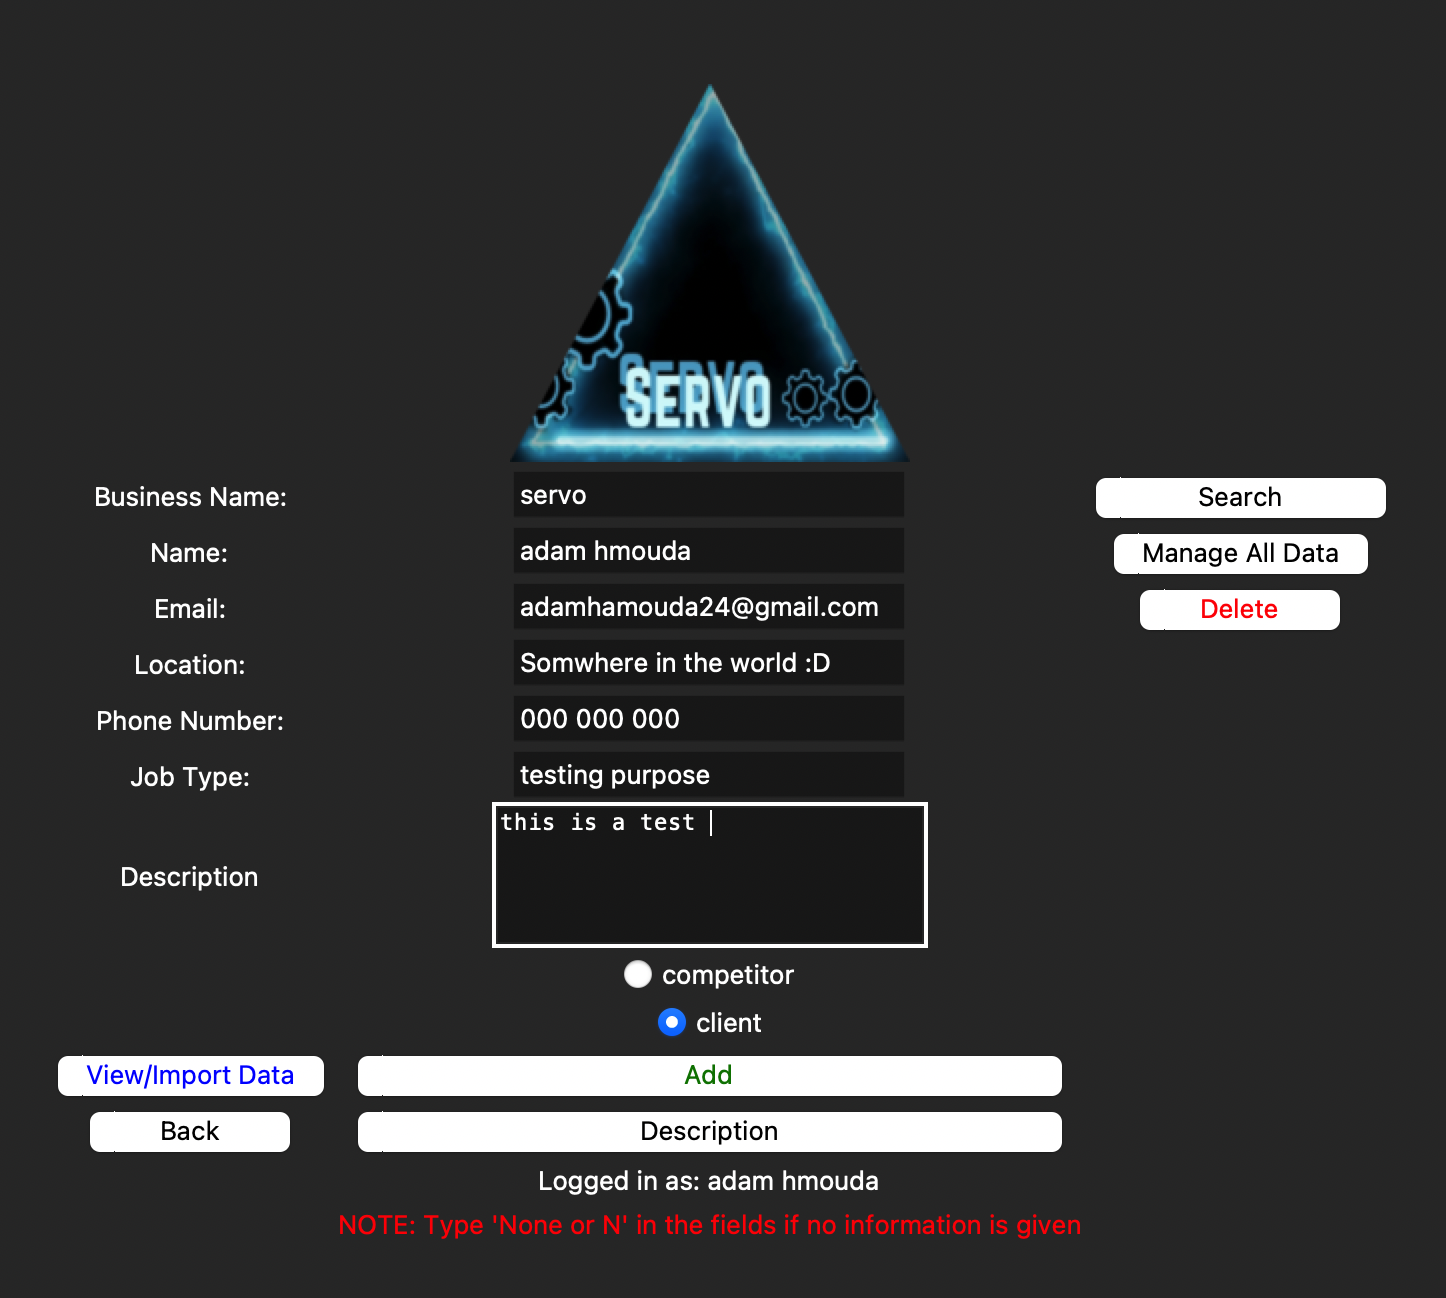 SERVO
Business Name: servo Search
Name: adam hmouda Manage All Data
Email: adamhamouda24@gmail.com Delete
Location: Somwhere in the world :D
Phone Number: 000 000 000
Job Type: testing purpose
this is a test
Description
competitor
client
View/Import Data Add
Back Description
Logged in as: adam hmouda
NOTE: Type 'None or N' in the fields if no information is given